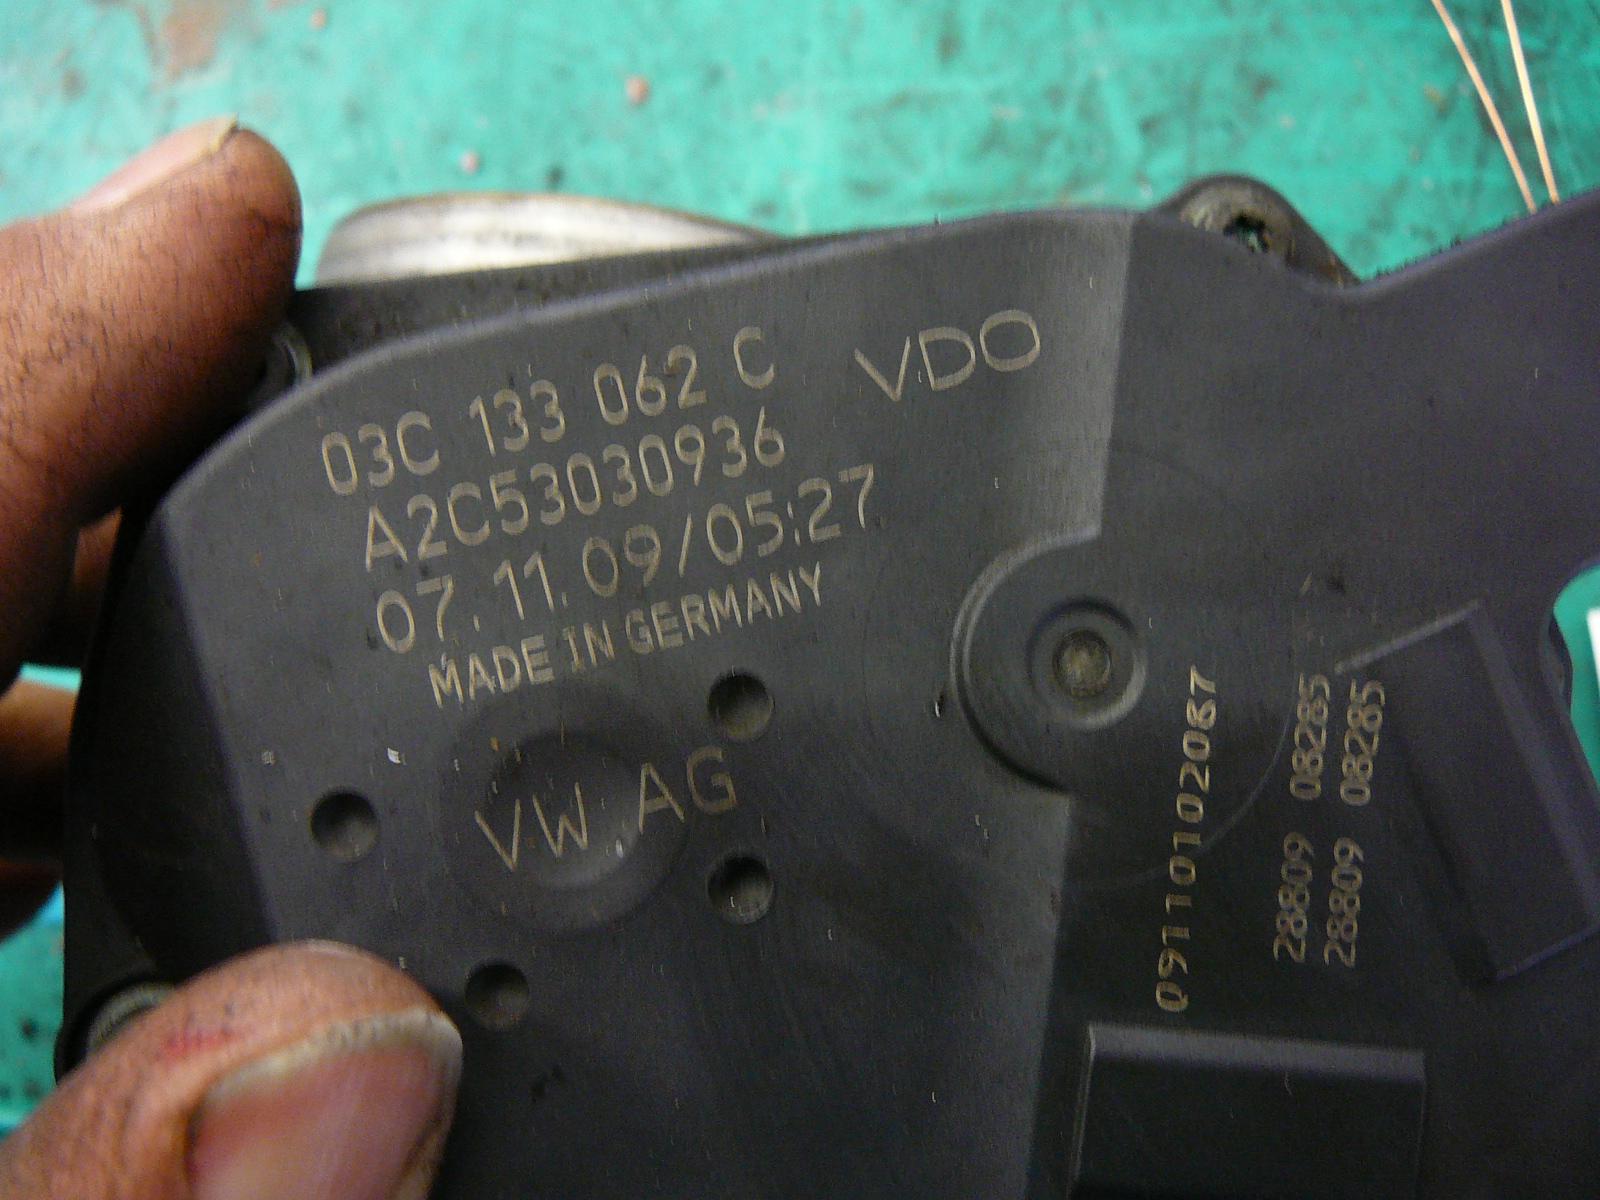 03C 133 062 C
VDO
A2C53030936
07.11.09/05:27
MADE IN GERMANY
VW AG
0911010102087
28809 08285
28809 08285